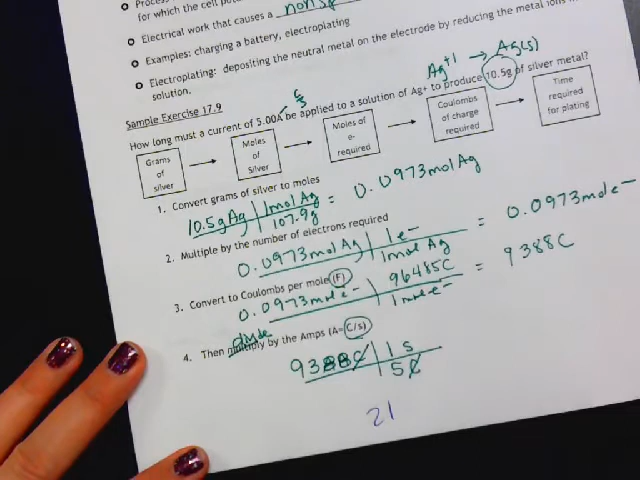 ○ Process
for which the cell pot
nons
○ Electrical work that causes a
○ Examples: charging a battery, electroplating
○ Electroplating: depositing the neutral metal on the electrode by reducing the metal ions
solution.
Ag+1 → Ag(s)
Sample Exercise 17.9
C/s
How long must a current of 5.00A be applied to a solution of Ag+ to produce 10.5g of silver metal?
Grams of silver → Moles of silver → Moles of e- required → Coulombs of charge required → Time required for plating
1. Convert grams of silver to moles
10.5g Ag | 1mol Ag = 0.0973mol Ag
107.9g
2. Multiple by the number of electrons required
0.0973mol Ag | 1e- = 0.0973mole-
1mol Ag
3. Convert to Coulombs per mole (F)
0.0973mole- | 96485C = 9388C
1mole-
divide
4. Then multiply by the Amps (A= C/s)
9388C | 1s
5C
21